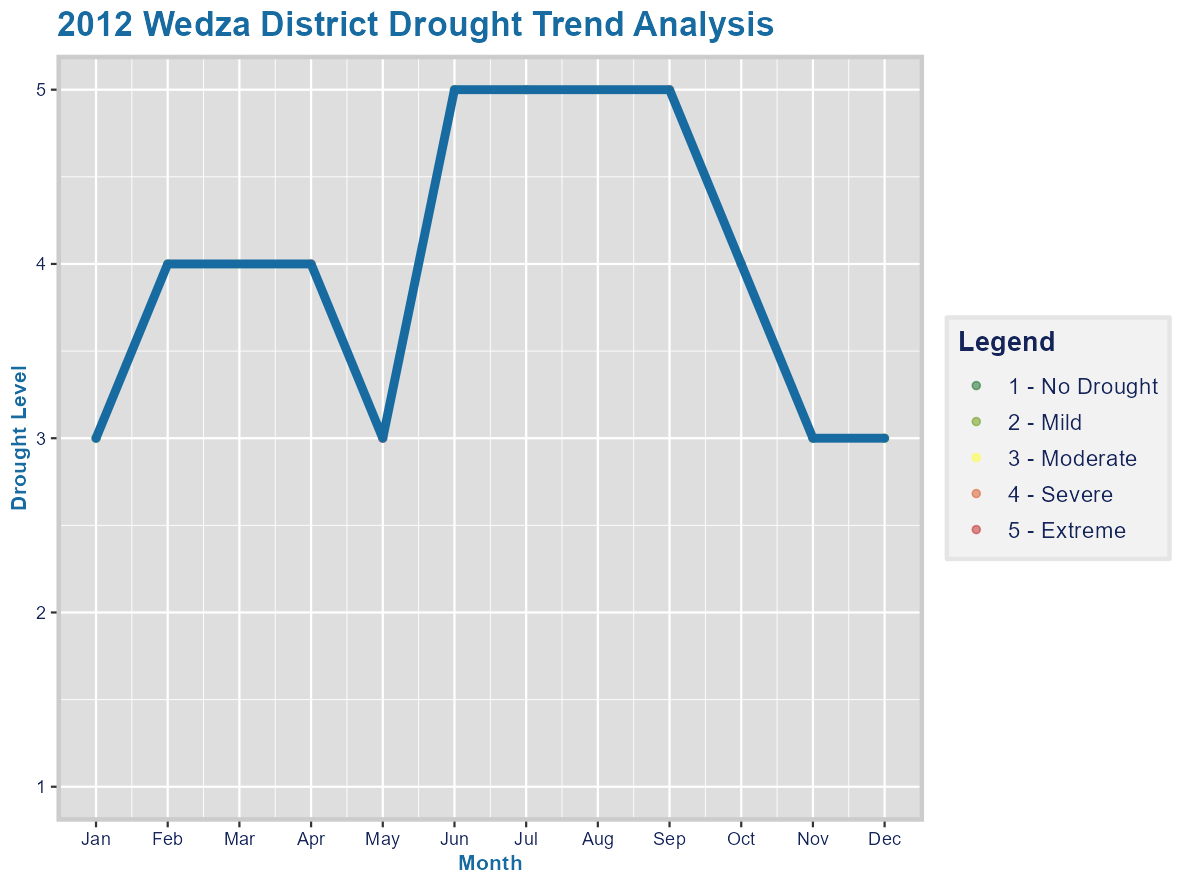 2012 Wedza District Drought Trend Analysis
Drought Level
5
4
3
2
1
Jan Feb Mar Apr May Jun Jul Aug Sep Oct Nov Dec
Month
Legend
1 - No Drought
2 - Mild
3 - Moderate
4 - Severe
5 - Extreme